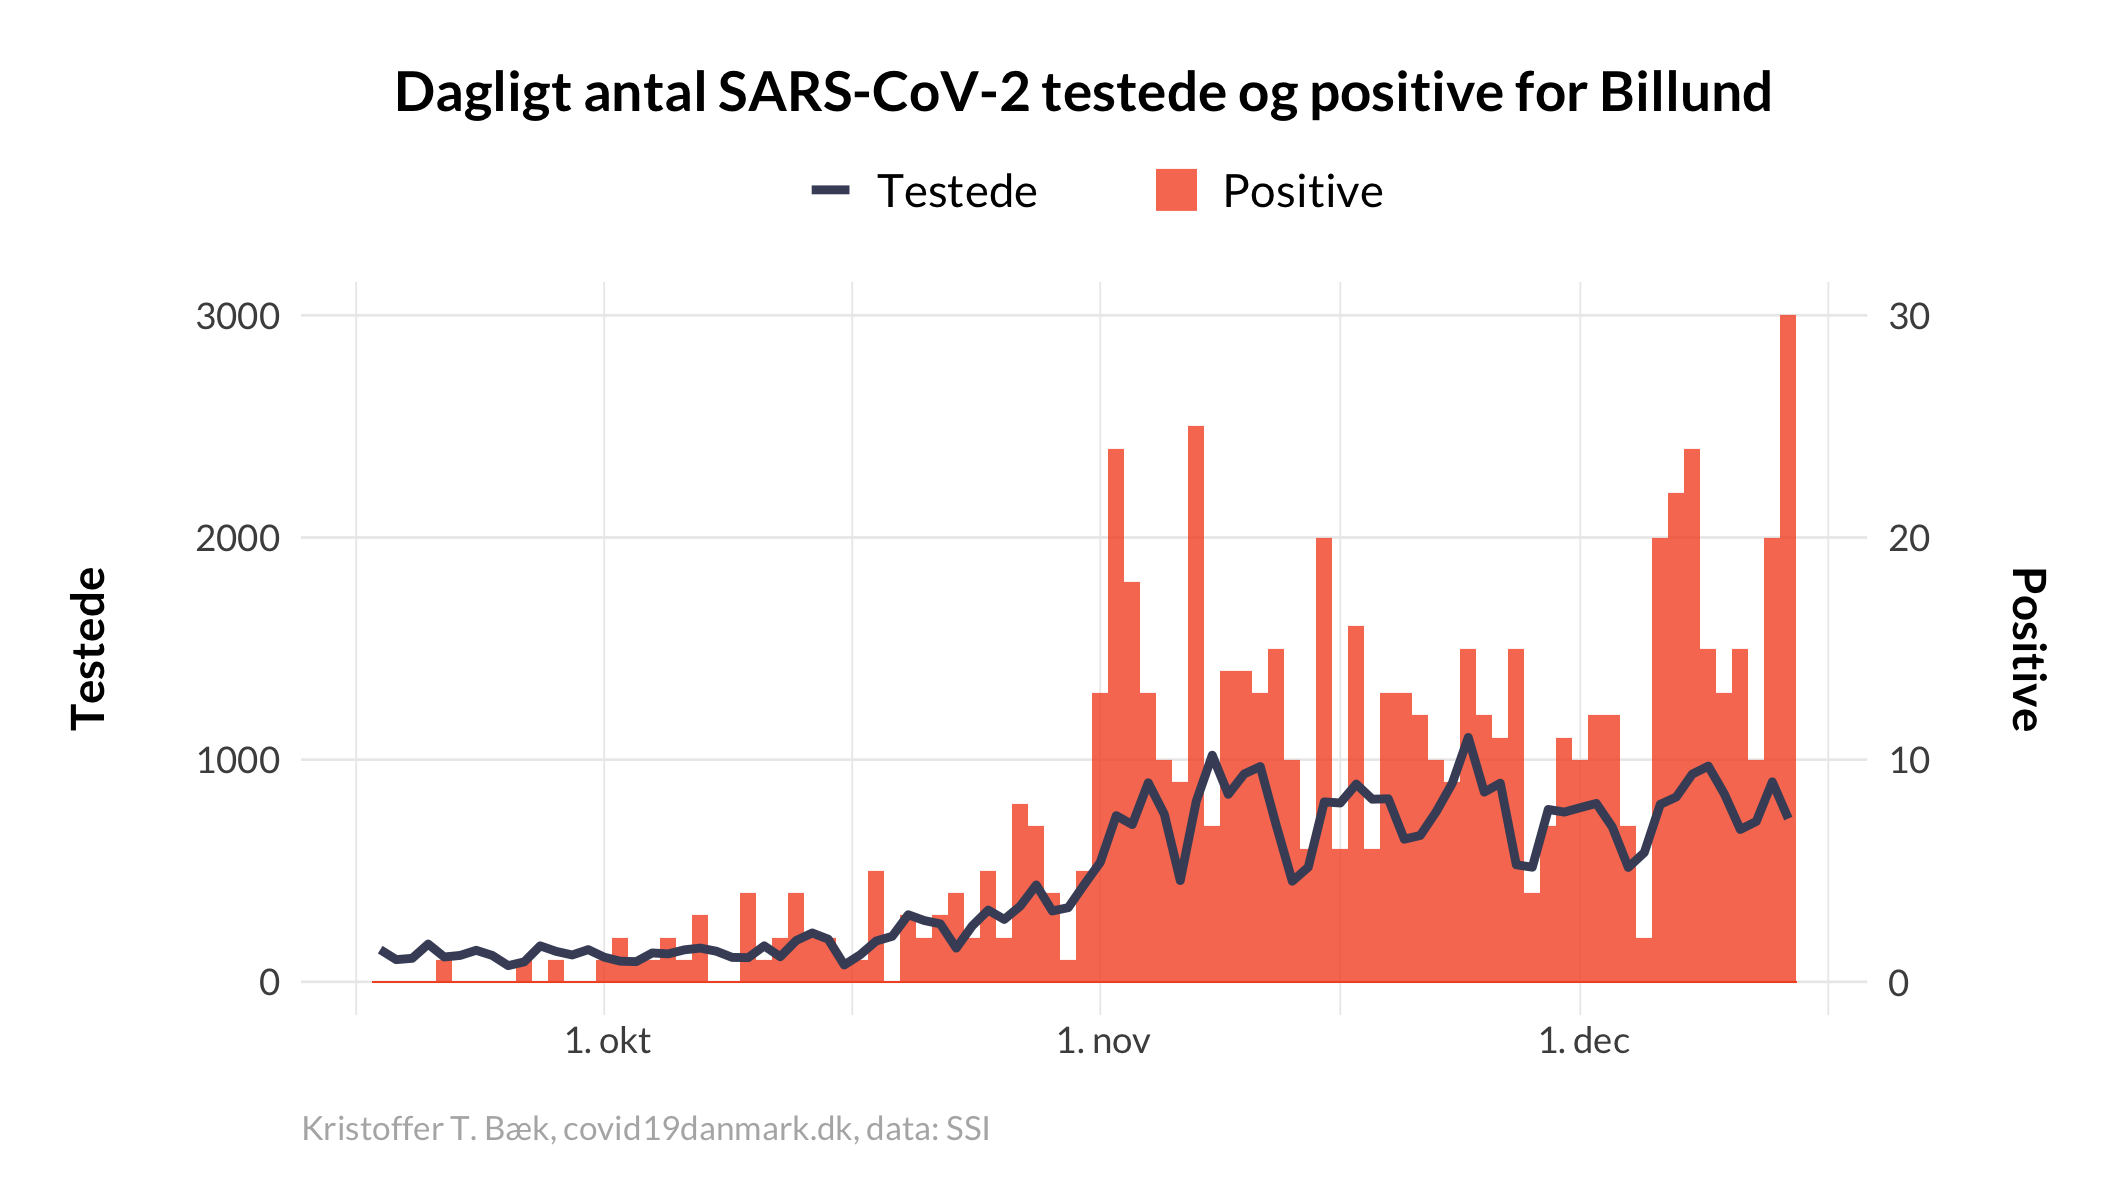 Dagligt antal SARS-CoV-2 testede og positive for Billund
Testede
Positive
3000
2000
1000
0
Testede
30
20
10
0
Positive
1. okt
1. nov
1. dec
Kristoffer T. Bæk, covid19danmark.dk, data: SSI